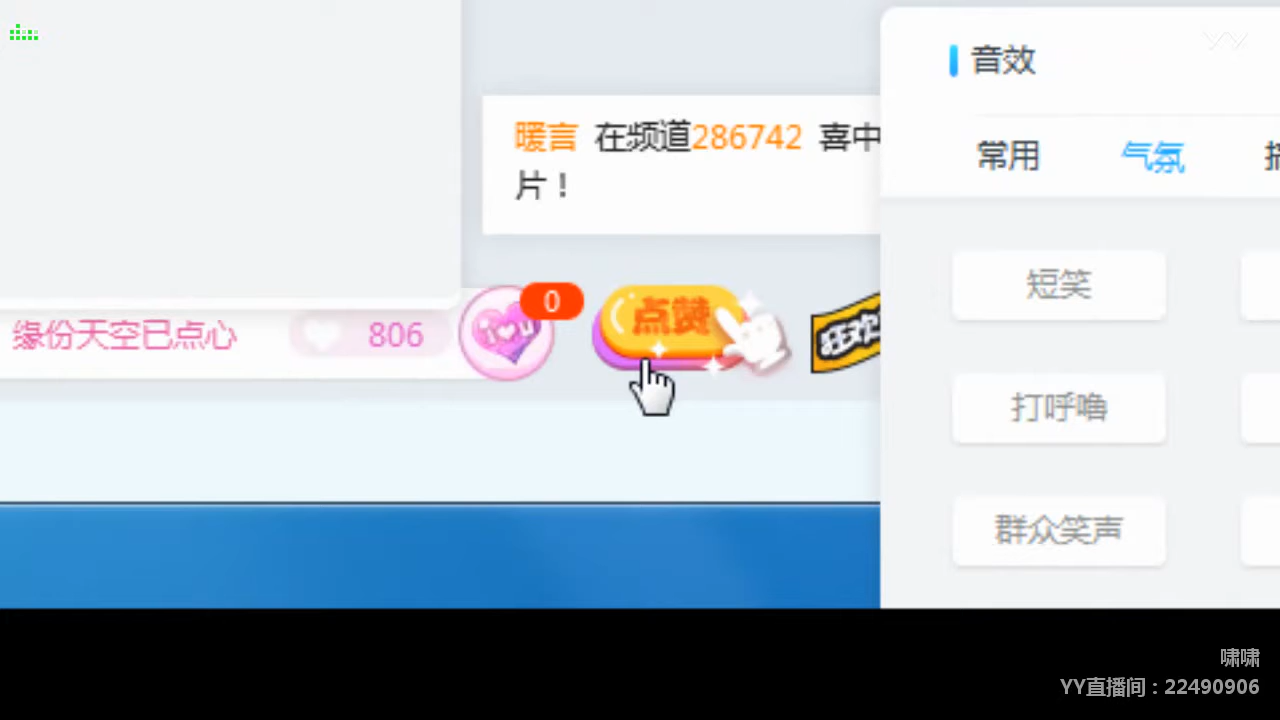 音效
暖言 在频道286742 喜中
片！
常用 气氛
短笑
0
点赞
狂欢
i ♥ u
缘份天空已点心 806
打呼噜
群众笑声
啸啸
YY直播间：22490906